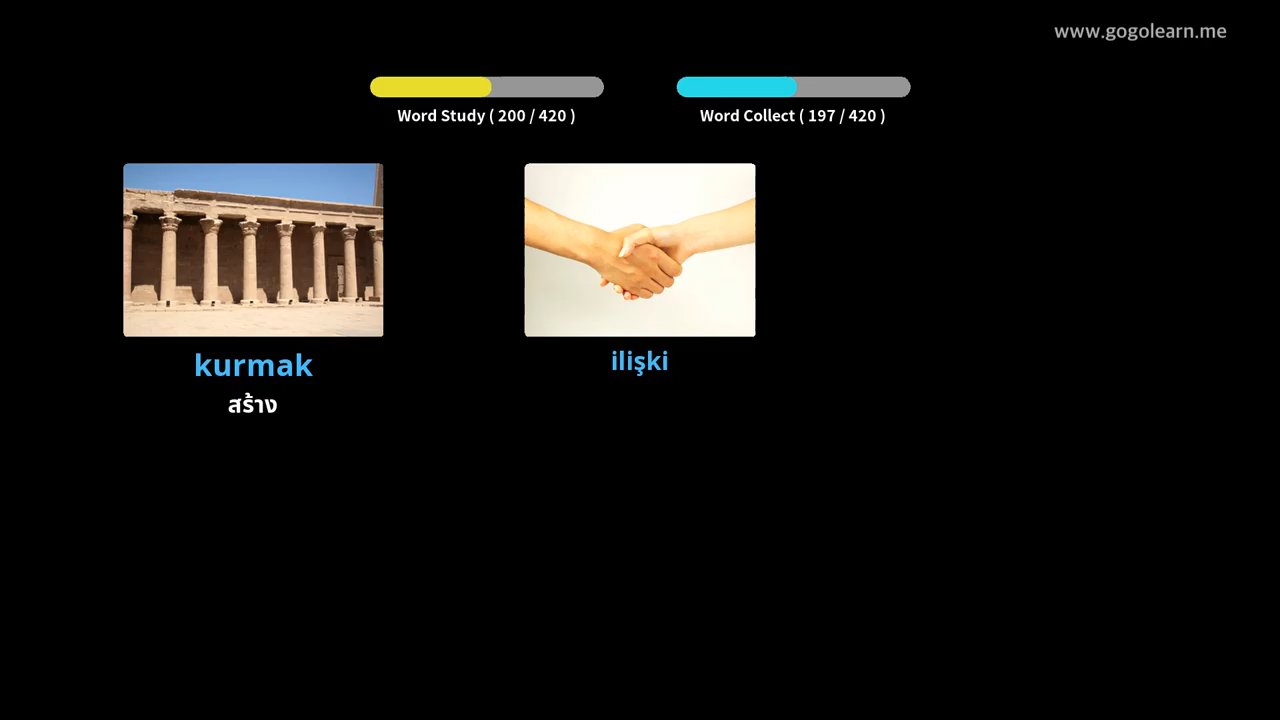 www.gogolearn.me
Word Study ( 200 / 420 )
Word Collect ( 197 / 420 )
kurmak
สร้าง
ilişki